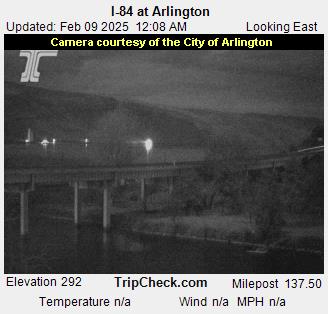 I-84 at Arlington
Updated: Feb 09 2025 12:08 AM Looking East
Camera courtesy of the City of Arlington
Elevation 292 TripCheck.com Milepost 137.50
Temperature n/a Wind n/a MPH n/a